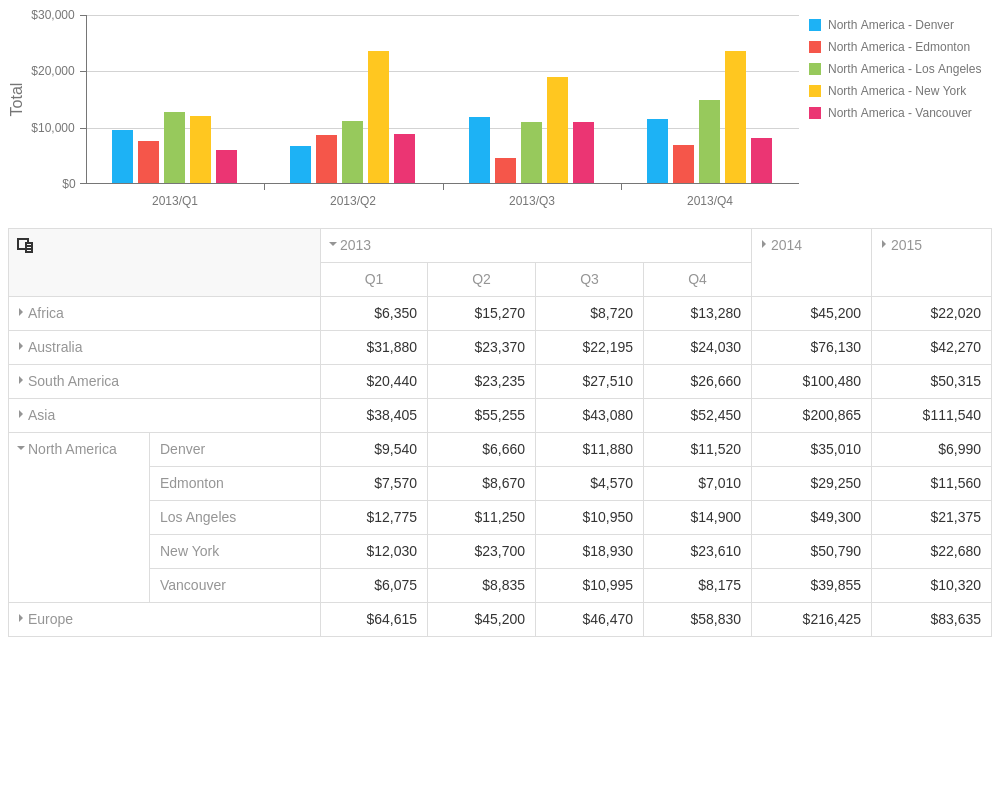 $30,000
$20,000
$10,000
$0
Total
2013/Q1 2013/Q2 2013/Q3 2013/Q4
North America - Denver
North America - Edmonton
North America - Los Angeles
North America - New York
North America - Vancouver
2013 2014 2015
Q1 Q2 Q3 Q4
Africa $6,350 $15,270 $8,720 $13,280 $45,200 $22,020
Australia $31,880 $23,370 $22,195 $24,030 $76,130 $42,270
South America $20,440 $23,235 $27,510 $26,660 $100,480 $50,315
Asia $38,405 $55,255 $43,080 $52,450 $200,865 $111,540
North America Denver $9,540 $6,660 $11,880 $11,520 $35,010 $6,990
Edmonton $7,570 $8,670 $4,570 $7,010 $29,250 $11,560
Los Angeles $12,775 $11,250 $10,950 $14,900 $49,300 $21,375
New York $12,030 $23,700 $18,930 $23,610 $50,790 $22,680
Vancouver $6,075 $8,835 $10,995 $8,175 $39,855 $10,320
Europe $64,615 $45,200 $46,470 $58,830 $216,425 $83,635